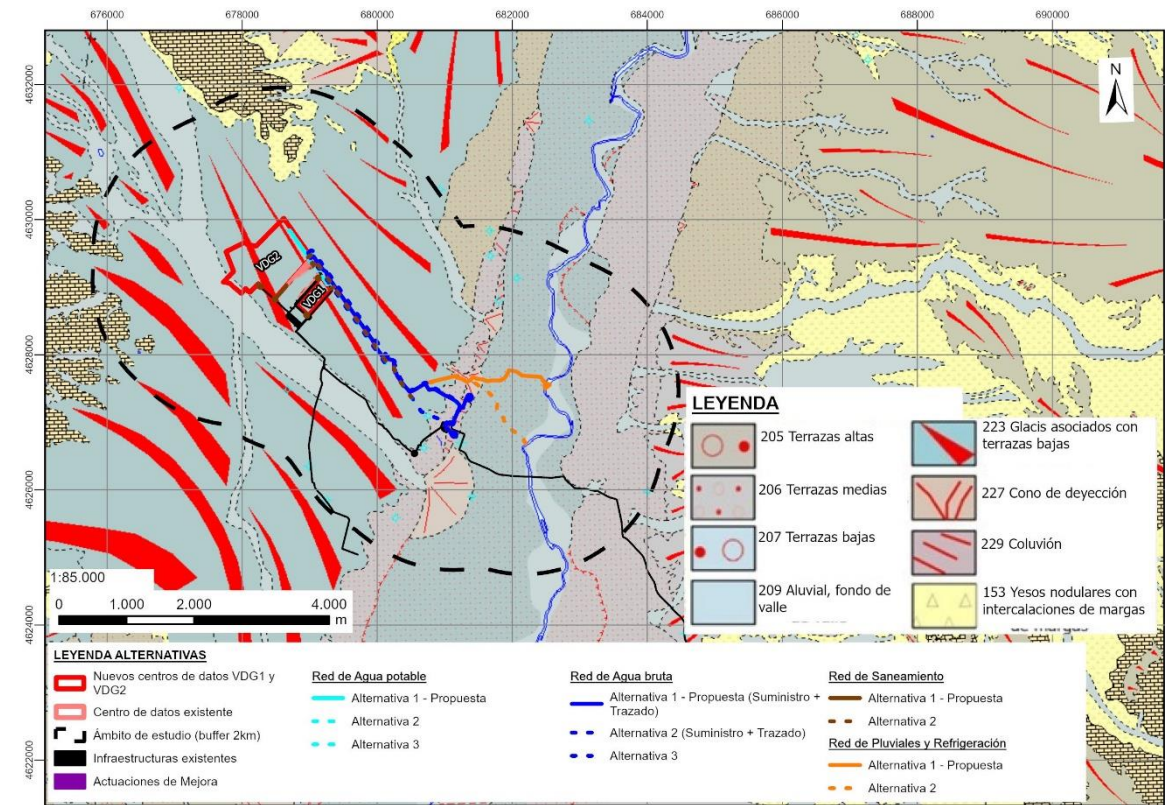 676000 678000 680000 682000 684000 686000 688000 690000
4632000
4630000
4628000
4626000
4624000
4622000
N
VDG2
VDG1
1:85.000
0 1.000 2.000 4.000
m
LEYENDA
205 Terrazas altas
206 Terrazas medias
207 Terrazas bajas
209 Aluvial, fondo de
valle
223 Glacis asociados con
terrazas bajas
227 Cono de deyección
229 Coluvión
153 Yesos nodulares con
intercalaciones de margas
LEYENDA ALTERNATIVAS
Nuevos centros de datos VDG1 y
VDG2
Centro de datos existente
Ámbito de estudio (buffer 2km)
Infraestructuras existentes
Actuaciones de Mejora
Red de Agua potable
Alternativa 1 - Propuesta
Alternativa 2
Alternativa 3
Red de Agua bruta
Alternativa 1 - Propuesta (Suministro +
Trazado)
Alternativa 2 (Suministro + Trazado)
Alternativa 3
Red de Saneamiento
Alternativa 1 - Propuesta
Alternativa 2
Red de Pluviales y Refrigeración
Alternativa 1 - Propuesta
Alternativa 2